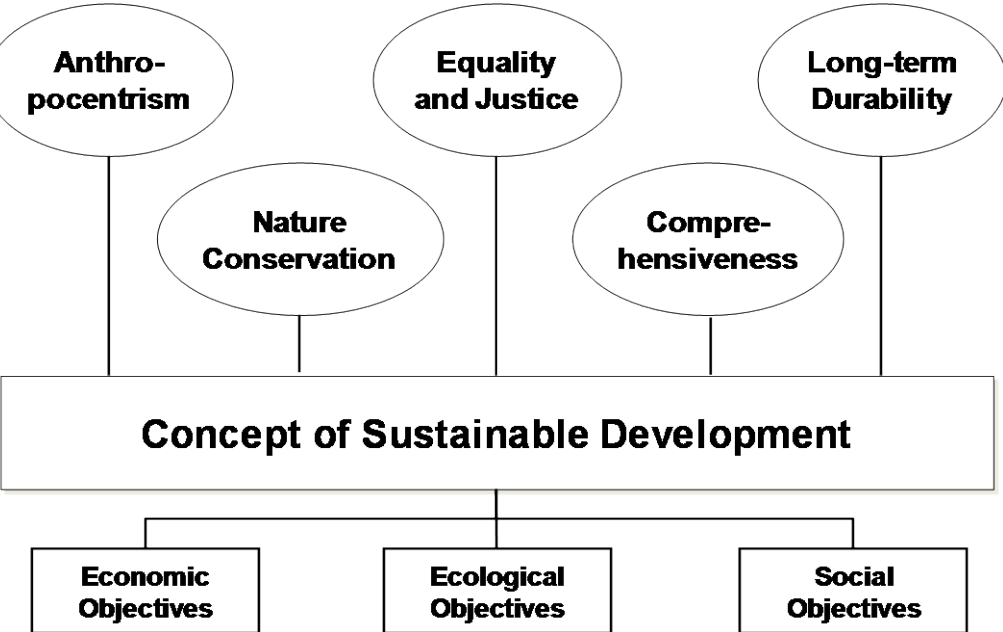 Anthro-
pocentrism
Equality
and Justice
Long-term
Durability
Nature
Conservation
Compre-
hensiveness
Concept of Sustainable Development
Economic
Objectives
Ecological
Objectives
Social
Objectives